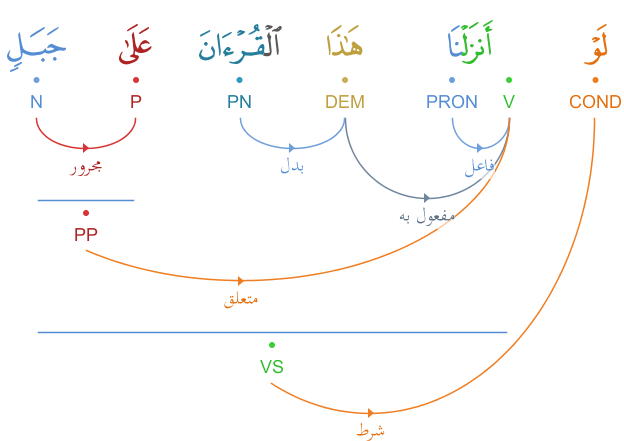 لَوْ أَنزَلْنَا هَٰذَا ٱلْقُرْءَانَ عَلَىٰ جَبَلٍ
COND V PRON DEM PN P N
فاعل بدل مجرور
مفعول به
PP
متعلق
VS
شرط